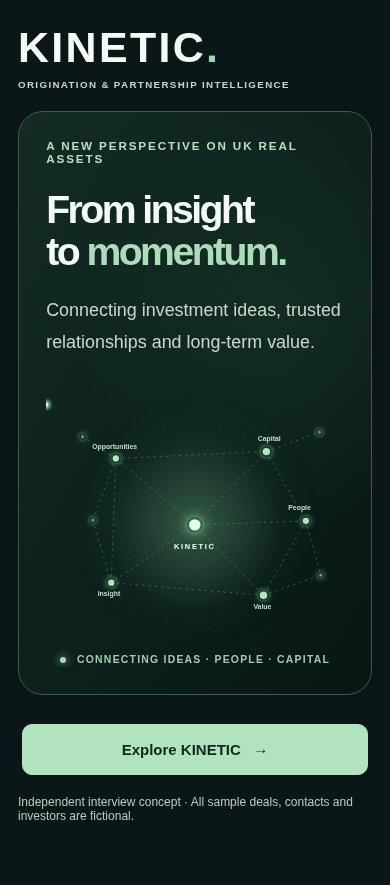 KINETIC.
ORIGINATION & PARTNERSHIP INTELLIGENCE
A NEW PERSPECTIVE ON UK REAL
ASSETS
From insight
to momentum.
Connecting investment ideas, trusted
relationships and long-term value.
Opportunities
Capital
People
KINETIC
Insight
Value
CONNECTING IDEAS · PEOPLE · CAPITAL
Explore KINETIC →
Independent interview concept · All sample deals, contacts and
investors are fictional.